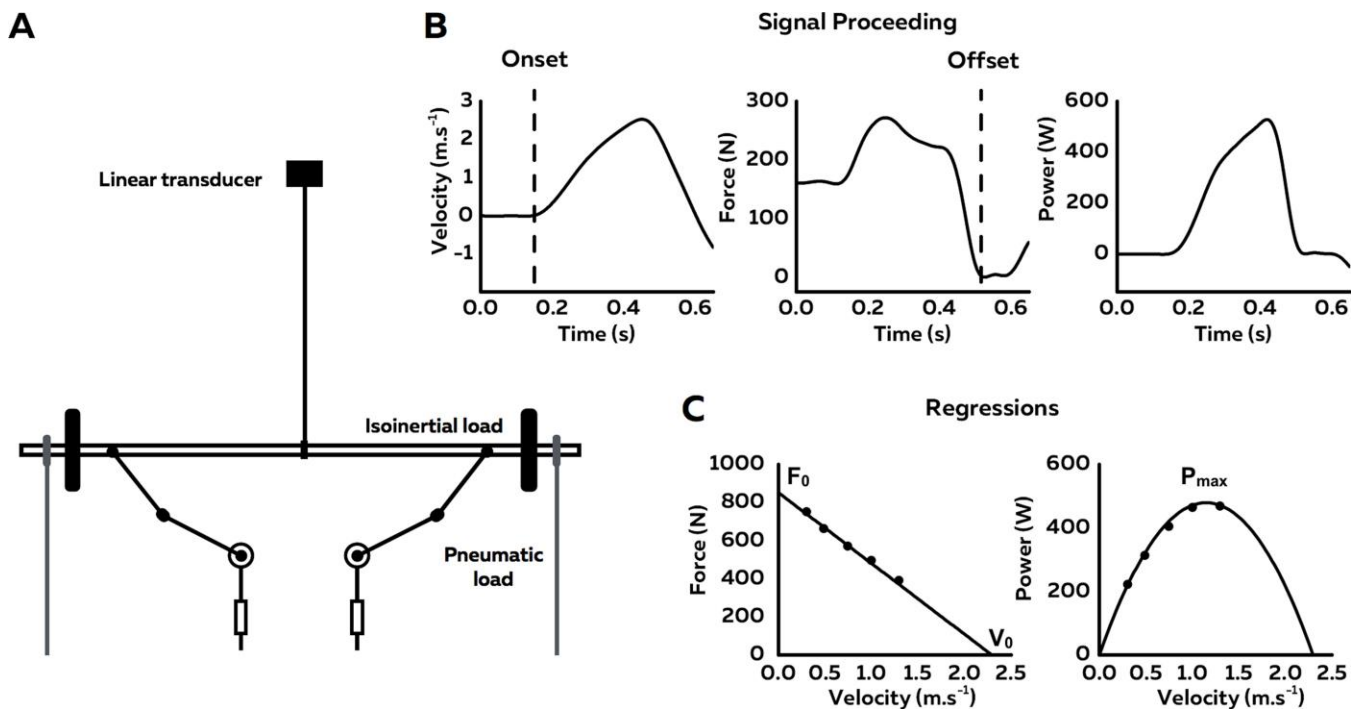 A
Linear transducer
Isoinertial load
Pneumatic
load
B
Signal Proceeding
Onset
Offset
Velocity (m.s⁻¹)
3
2
1
0
-1
0.0 0.2 0.4 0.6
Time (s)
Force (N)
300
200
100
0
0.0 0.2 0.4 0.6
Time (s)
Power (W)
600
400
200
0
0.0 0.2 0.4 0.6
Time (s)
C
Regressions
Force (N)
1000
800
600
400
200
0
F₀
V₀
0.0 0.5 1.0 1.5 2.0 2.5
Velocity (m.s⁻¹)
Power (W)
600
400
200
0
Pmax
0.0 0.5 1.0 1.5 2.0 2.5
Velocity (m.s⁻¹)